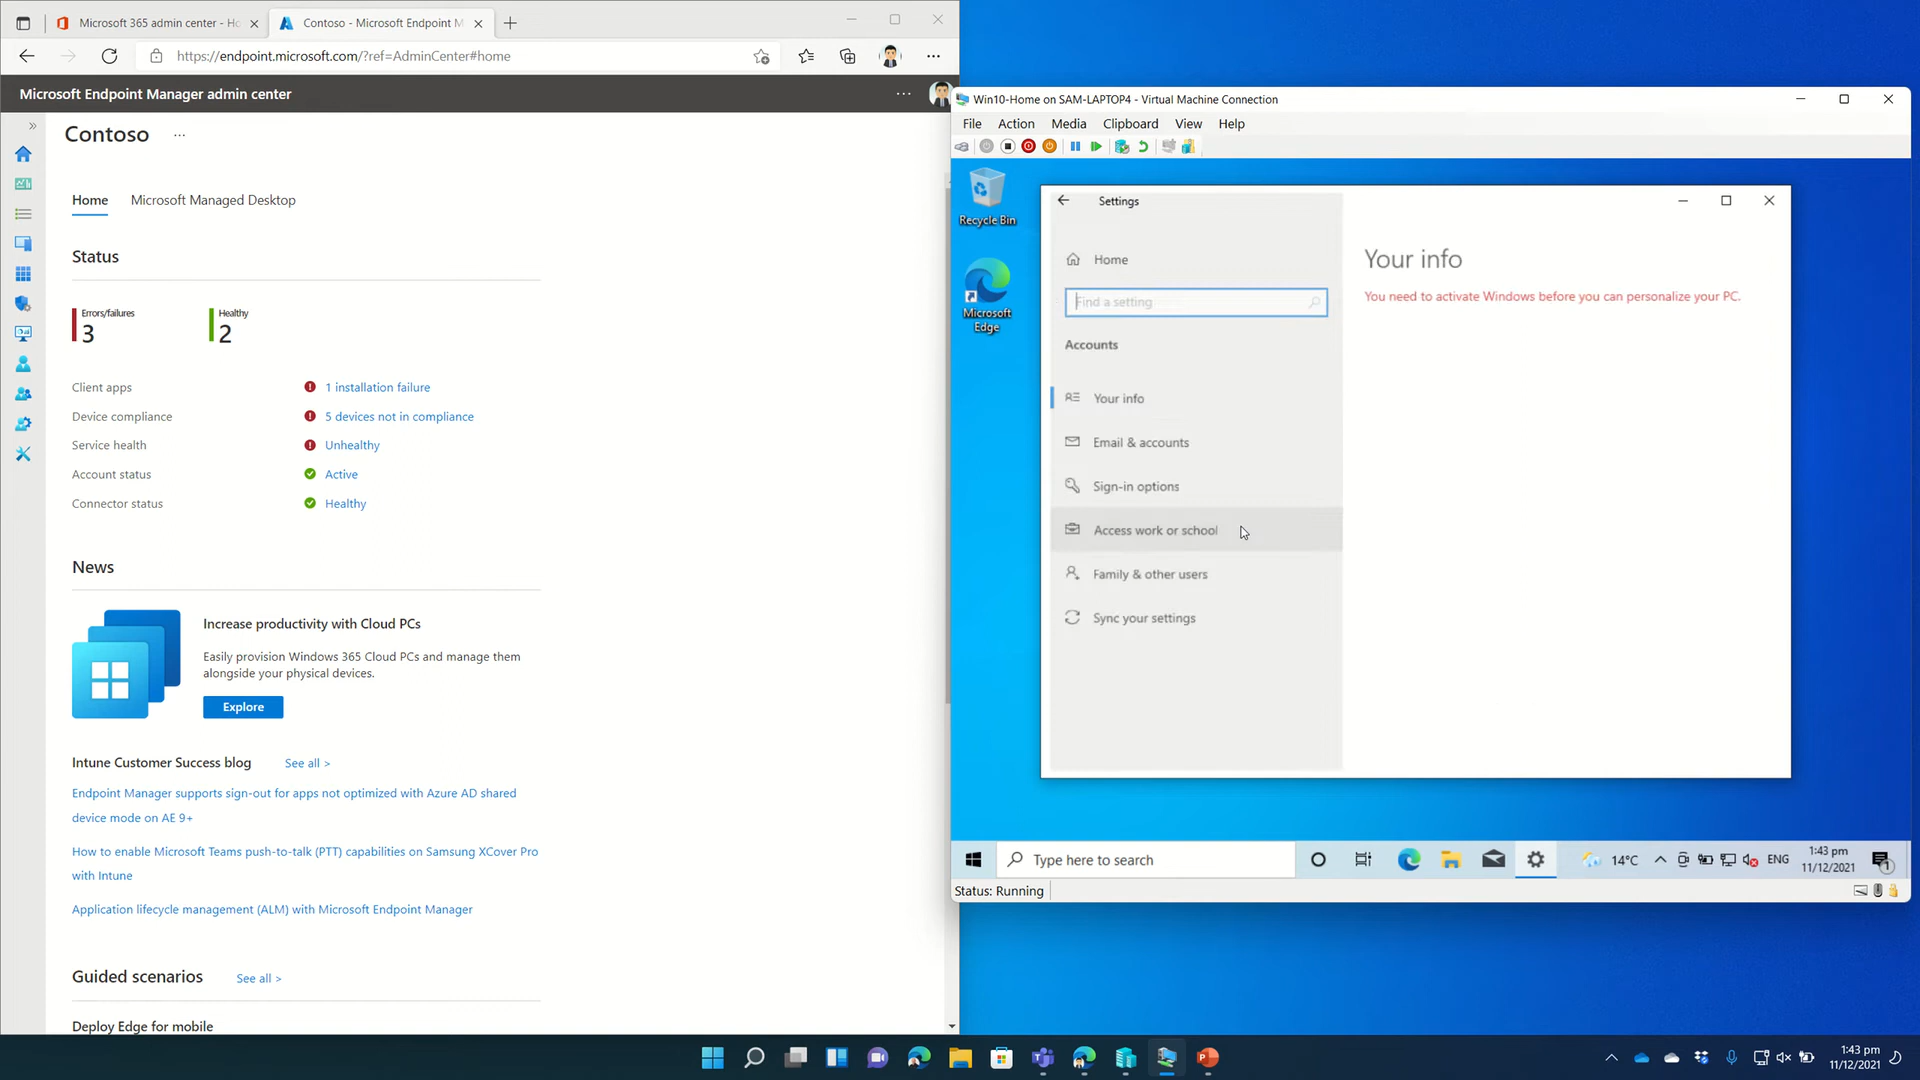 Microsoft 365 admin center - Ho
Contoso - Microsoft Endpoint M
https://endpoint.microsoft.com/?ref=AdminCenter#home
Microsoft Endpoint Manager admin center
Contoso
Home
Microsoft Managed Desktop
Status
Errors/failures
3
Healthy
2
Client apps
1 installation failure
Device compliance
5 devices not in compliance
Service health
Unhealthy
Account status
Active
Connector status
Healthy
News
Increase productivity with Cloud PCs
Easily provision Windows 365 Cloud PCs and manage them
alongside your physical devices.
Explore
Intune Customer Success blog
See all >
Endpoint Manager supports sign-out for apps not optimized with Azure AD shared
device mode on AE 9+
How to enable Microsoft Teams push-to-talk (PTT) capabilities on Samsung XCover Pro
with Intune
Application lifecycle management (ALM) with Microsoft Endpoint Manager
Guided scenarios
See all >
Deploy Edge for mobile
Win10-Home on SAM-LAPTOP4 - Virtual Machine Connection
File
Action
Media
Clipboard
View
Help
Recycle Bin
Microsoft
Edge
Settings
Home
Find a setting
Accounts
Your info
Email & accounts
Sign-in options
Access work or school
Family & other users
Sync your settings
Your info
You need to activate Windows before you can personalize your PC.
Type here to search
14°C
ENG
1:43 pm
11/12/2021
1
Status: Running
1:43 pm
11/12/2021